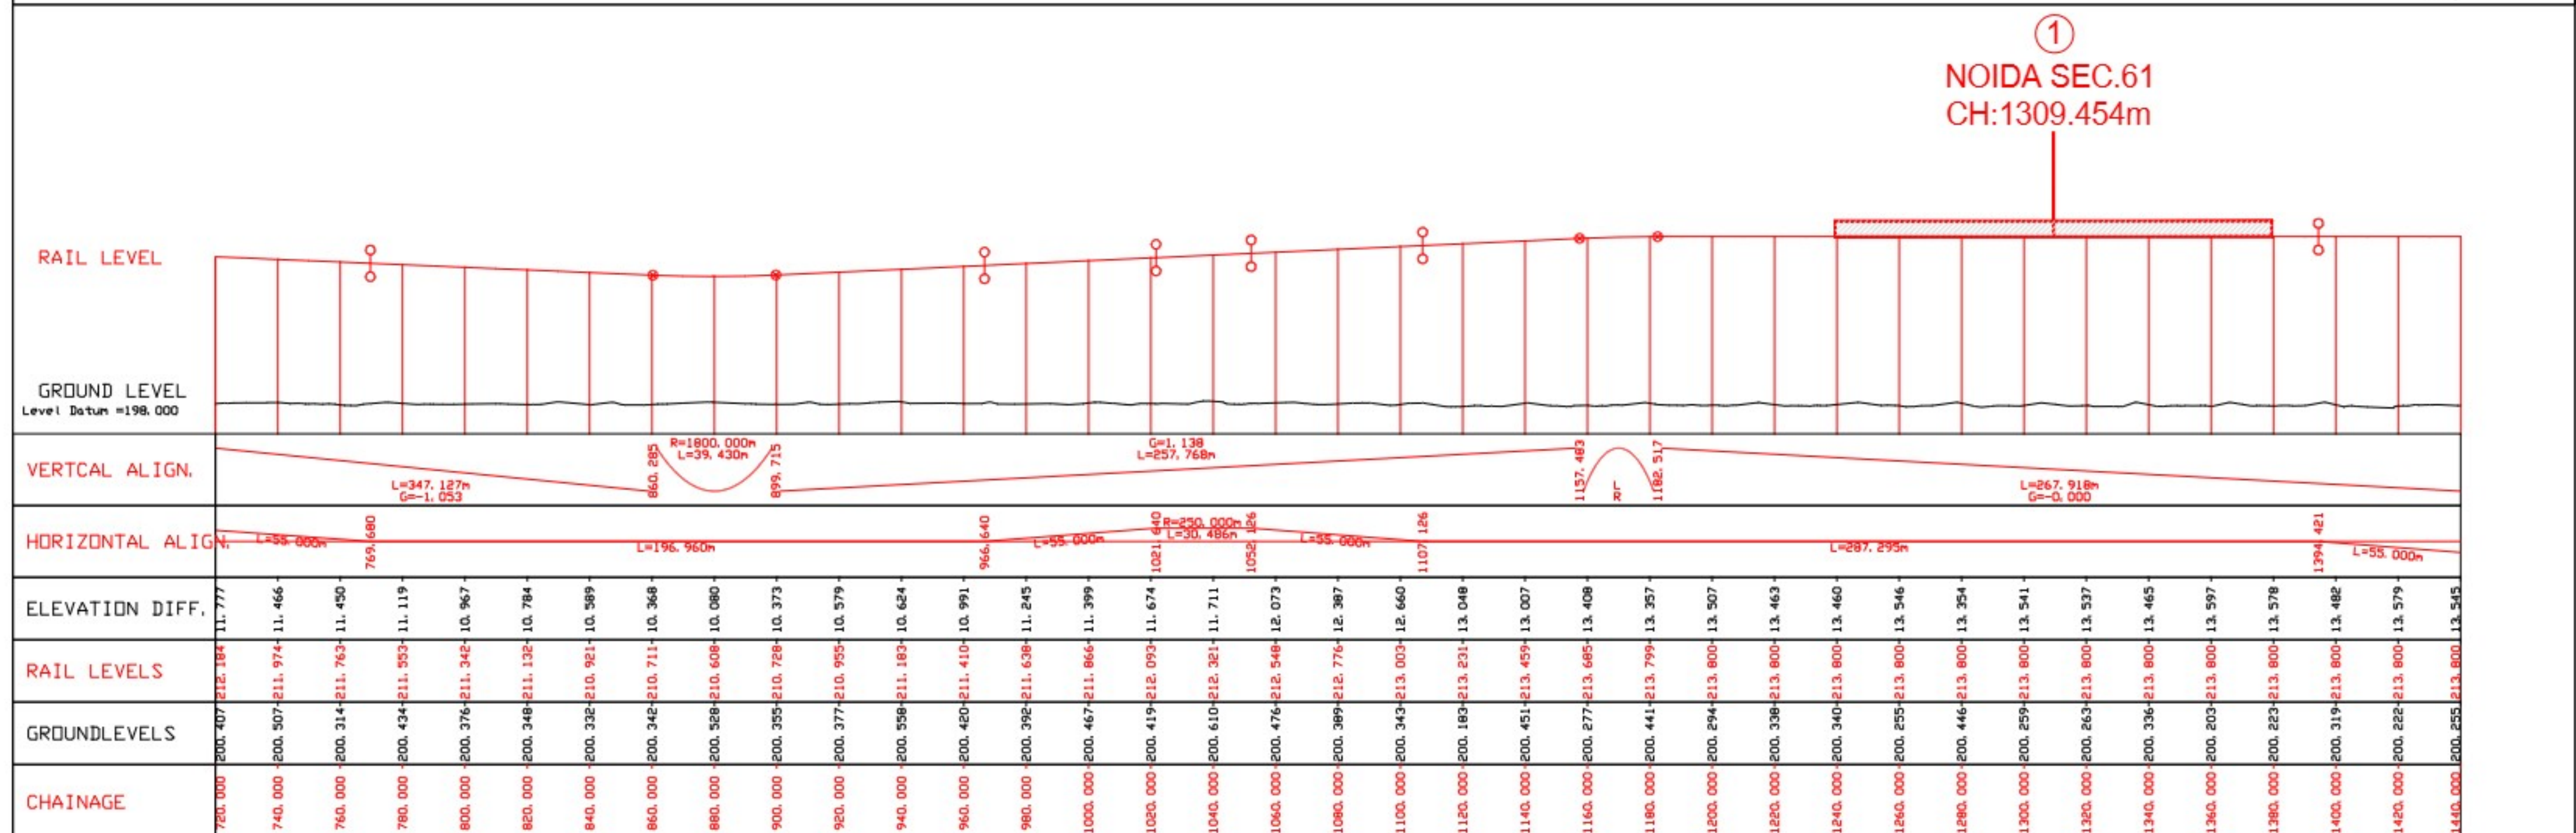 1
NOIDA SEC.61
CH:1309.454m
RAIL LEVEL
GROUND LEVEL
Level Datum =198.000
VERTCAL ALIGN.
L=347.127m
G=-1.053
860.285
R=1800.000m
L=39.430m
899.715
G=1.138
L=257.768m
1157.483
L
R
1182.517
L=267.918m
G=-0.000
HORIZONTAL ALIGN.
L=55.000m
769.680
L=196.960m
966.640
L=55.000m
1021.640
R=250.000m
L=30.486m
1052.126
L=55.000m
1107.126
L=287.295m
1394.421
L=55.000m
ELEVATION DIFF.
11.777 11.466 11.450 11.119 10.967 10.784 10.589 10.368 10.080 10.373 10.579 10.624 10.991 11.245 11.399 11.674 11.711 12.073 12.387 12.660 13.048 13.007 13.408 13.357 13.507 13.463 13.460 13.546 13.354 13.541 13.537 13.465 13.597 13.578 13.482 13.579 13.545
RAIL LEVELS
212.184 211.974 211.763 211.553 211.342 211.132 210.921 210.711 210.608 210.728 210.955 211.183 211.410 211.638 211.866 212.093 212.321 212.548 212.776 213.003 213.231 213.459 213.685 213.799 213.800 213.800 213.800 213.800 213.800 213.800 213.800 213.800 213.800 213.800 213.800 213.800 213.800
GROUNDLEVELS
200.407 200.507 200.314 200.434 200.376 200.348 200.332 200.342 200.528 200.355 200.377 200.558 200.420 200.392 200.467 200.419 200.610 200.476 200.389 200.343 200.183 200.451 200.277 200.441 200.294 200.338 200.340 200.255 200.446 200.259 200.263 200.336 200.203 200.223 200.319 200.222 200.255
CHAINAGE
720.000 740.000 760.000 780.000 800.000 820.000 840.000 860.000 880.000 900.000 920.000 940.000 960.000 980.000 1000.000 1020.000 1040.000 1060.000 1080.000 1100.000 1120.000 1140.000 1160.000 1180.000 1200.000 1220.000 1240.000 1260.000 1280.000 1300.000 1320.000 1340.000 1360.000 1380.000 1400.000 1420.000 1440.000